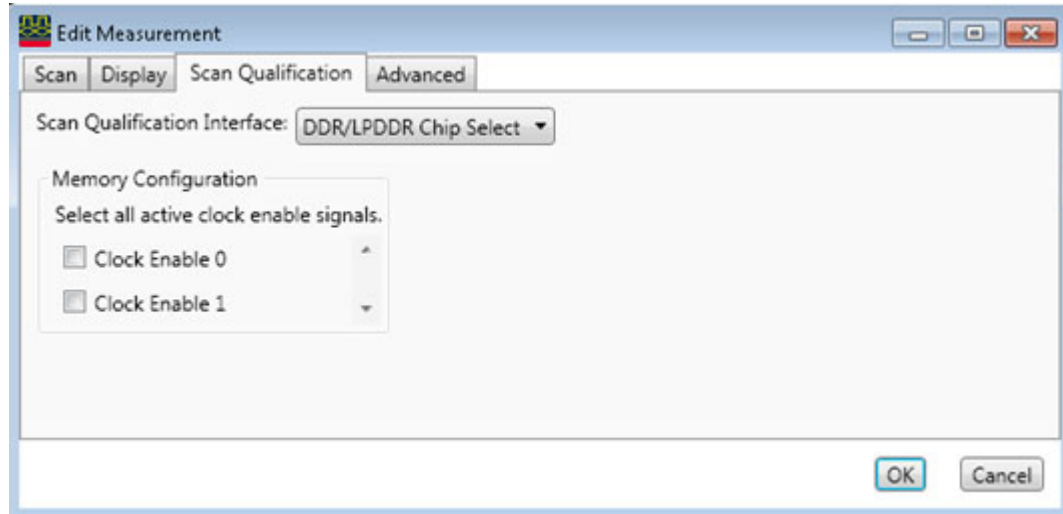 Edit Measurement
Scan Display Scan Qualification Advanced
Scan Qualification Interface: DDR/LPDDR Chip Select
Memory Configuration
Select all active clock enable signals.
Clock Enable 0
Clock Enable 1
OK Cancel